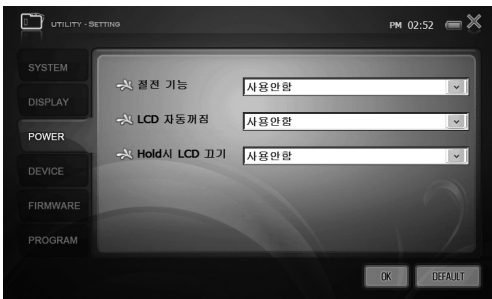 UTILITY - SETTING
PM 02:52
SYSTEM
DISPLAY
POWER
DEVICE
FIRMWARE
PROGRAM
절전 기능 사용안함
LCD 자동꺼짐 사용안함
Hold시 LCD 끄기 사용안함
OK DEFAULT